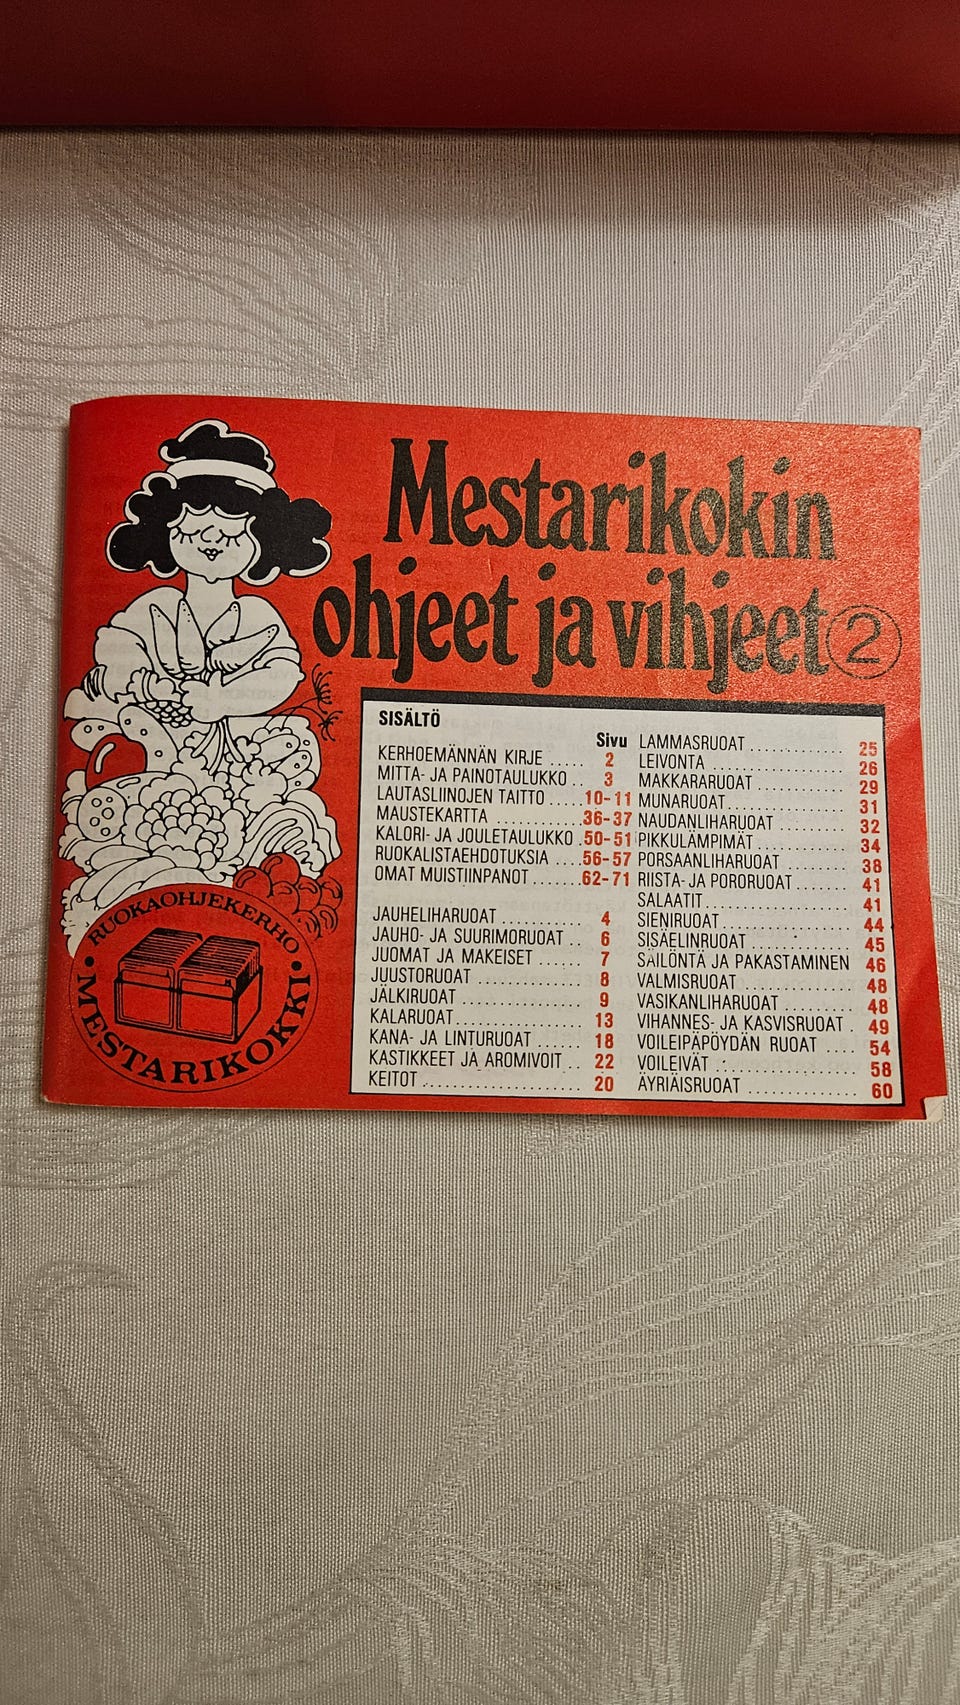 Mestarikokin
ohjeet ja vihjeet 2
SISÄLTÖ
Sivu
KERHOEMÄNNÄN KIRJE ..... 2
MITTA- JA PAINOTAULUKKO .. 3
LAUTASLIINOJEN TAITTO .....10-11
MAUSTEKARTTA ............36-37
KALORI- JA JOULETAULUKKO .50-51
RUOKALISTAEHDOTUKSIA ...56-57
OMAT MUISTIINPANOT .......62-71
JAUHELIHARUOAT ......... 4
JAUHO- JA SUURIMORUOAT .. 6
JUOMAT JA MAKEISET ...... 7
JUUSTORUOAT ............ 8
JÄLKIRUOAT .............. 9
KALARUOAT............... 13
KANA- JA LINTURUOAT ..... 18
KASTIKKEET JA AROMIVOIT .. 22
KEITOT .................. 20
LAMMASRUOAT ............ 25
LEIVONTA ................. 26
MAKKARARUOAT ........... 29
MUNARUOAT............... 31
NAUDANLIHARUOAT ........ 32
PIKKULÄMPIMÄT ........... 34
PORSAANLIHARUOAT ....... 38
RIISTA- JA PORORUOAT ..... 41
SALAATIT ................. 41
SIENIRUOAT ............... 44
SISÄELINRUOAT ............ 45
SÄILÖNTÄ JA PAKASTAMINEN 46
VALMISRUOAT ............. 48
VASIKANLIHARUOAT ........ 48
VIHANNES- JA KASVISRUOAT . 49
VOILEIPÄPÖYDÄN RUOAT .... 54
VOILEIVÄT ................ 58
ÄYRIÄISRUOAT ............. 60
RUOKAOHJEKERHO
• MESTARIKOKKI •